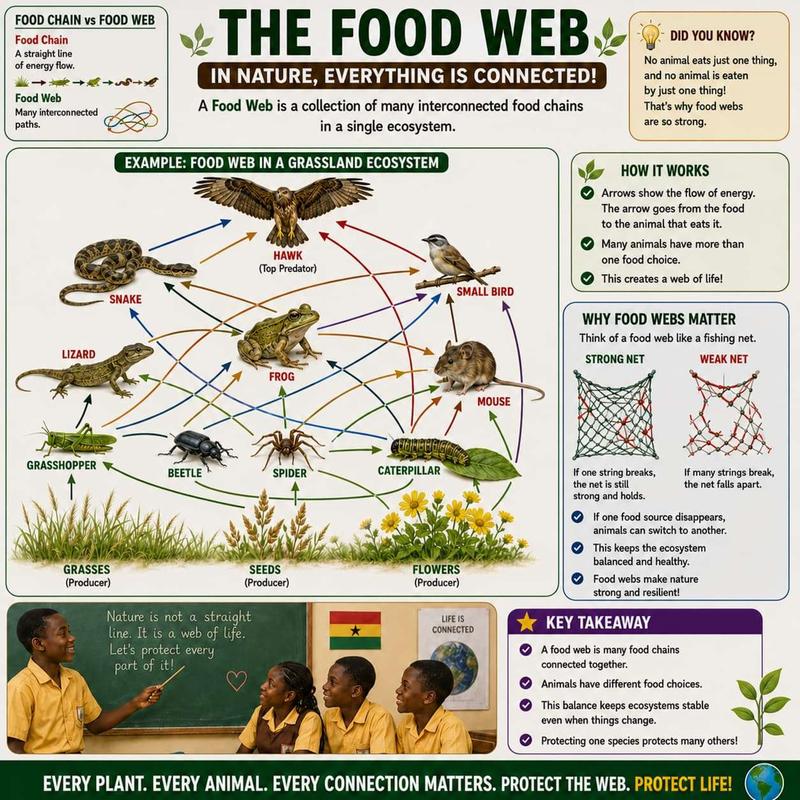 FOOD CHAIN vs FOOD WEB
Food Chain
A straight line
of energy flow.
Food Web
Many interconnected
paths.
THE FOOD WEB
IN NATURE, EVERYTHING IS CONNECTED!
A Food Web is a collection of many interconnected food chains
in a single ecosystem.
DID YOU KNOW?
No animal eats just one thing,
and no animal is eaten
by just one thing!
That's why food webs
are so strong.
EXAMPLE: FOOD WEB IN A GRASSLAND ECOSYSTEM
HAWK
(Top Predator)
SNAKE
SMALL BIRD
LIZARD
FROG
MOUSE
GRASSHOPPER
BEETLE
SPIDER
CATERPILLAR
GRASSES
(Producer)
SEEDS
(Producer)
FLOWERS
(Producer)
HOW IT WORKS
Arrows show the flow of energy.
The arrow goes from the food
to the animal that eats it.
Many animals have more than
one food choice.
This creates a web of life!
WHY FOOD WEBS MATTER
Think of a food web like a fishing net.
STRONG NET
WEAK NET
If one string breaks,
the net is still
strong and holds.
If many strings break,
the net falls apart.
If one food source disappears,
animals can switch to another.
This keeps the ecosystem
balanced and healthy.
Food webs make nature
strong and resilient!
Nature is not a straight
line. It is a web of life.
Let's protect every
part of it!
LIFE IS
CONNECTED
KEY TAKEAWAY
A food web is many food chains
connected together.
Animals have different food choices.
This balance keeps ecosystems stable
even when things change.
Protecting one species protects many others!
EVERY PLANT. EVERY ANIMAL. EVERY CONNECTION MATTERS. PROTECT THE WEB. PROTECT LIFE!